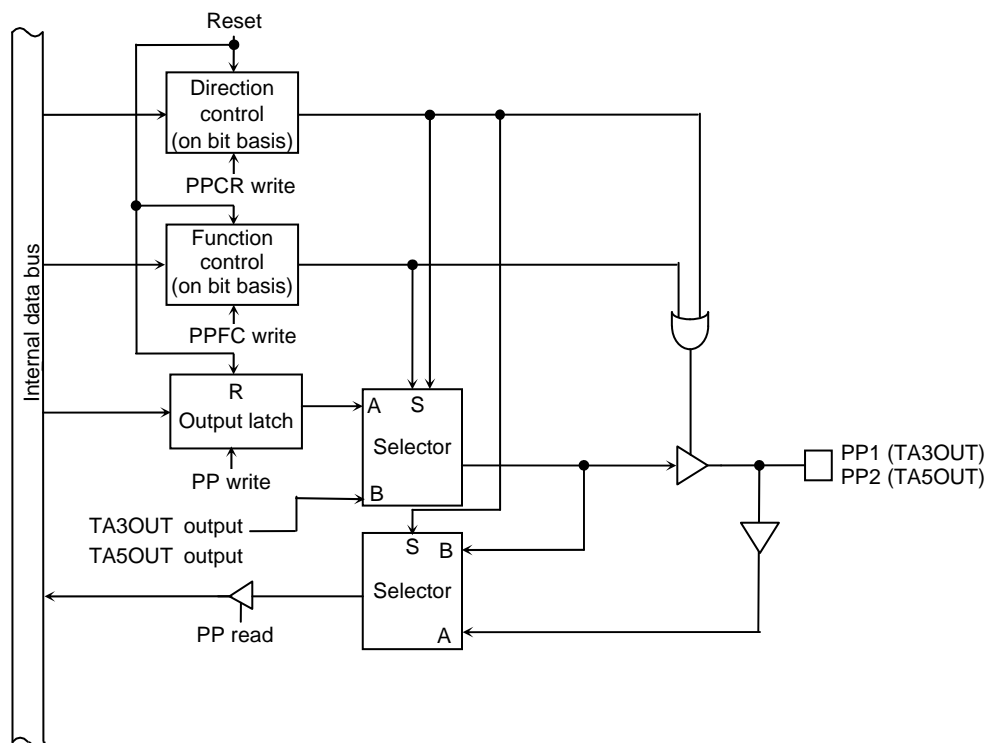 Reset
Direction
control
(on bit basis)
PPCR write
Function
control
(on bit basis)
PPFC write
Internal data bus
R
Output latch
PP write
A
S
Selector
B
TA3OUT output
TA5OUT output
S
B
Selector
A
PP read
PP1 (TA3OUT)
PP2 (TA5OUT)